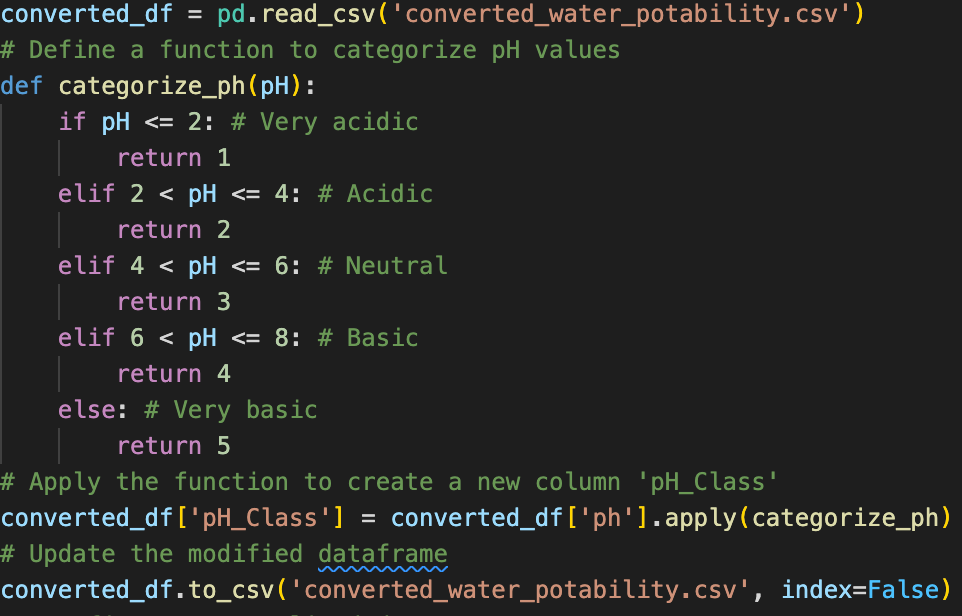 converted_df = pd.read_csv('converted_water_potability.csv')
# Define a function to categorize pH values
def categorize_ph(pH):
    if pH <= 2: # Very acidic
        return 1
    elif 2 < pH <= 4: # Acidic
        return 2
    elif 4 < pH <= 6: # Neutral
        return 3
    elif 6 < pH <= 8: # Basic
        return 4
    else: # Very basic
        return 5
# Apply the function to create a new column 'pH_Class'
converted_df['pH_Class'] = converted_df['ph'].apply(categorize_ph)
# Update the modified dataframe
converted_df.to_csv('converted_water_potability.csv', index=False)